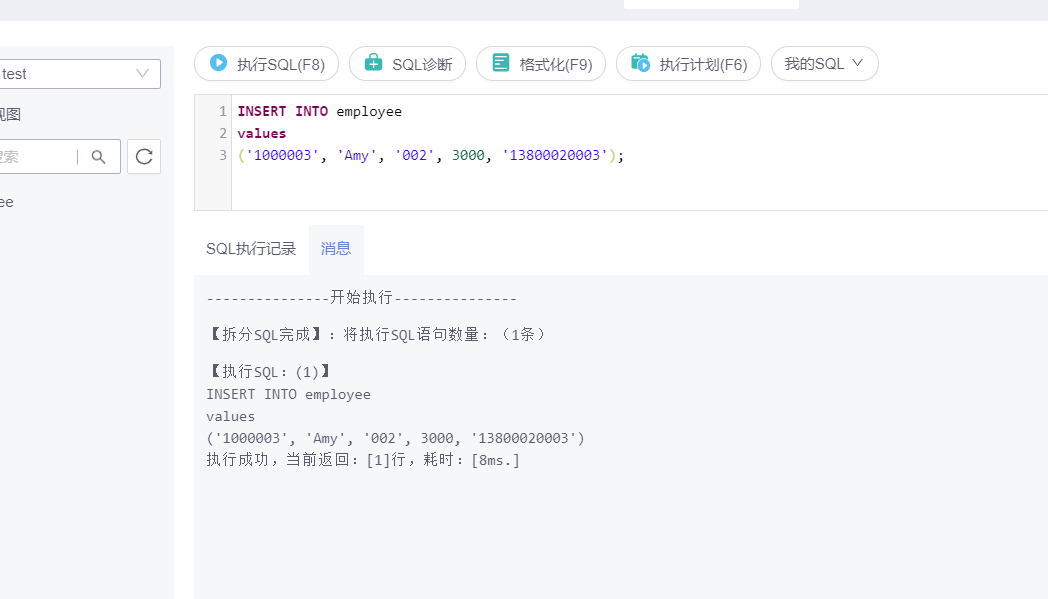 test
执行SQL(F8)
SQL诊断
格式化(F9)
执行计划(F6)
我的SQL
视图
搜索
ee
1 INSERT INTO employee
2 values
3 ('1000003', 'Amy', '002', 3000, '13800020003');
SQL执行记录
消息
---------------开始执行---------------
【拆分SQL完成】：将执行SQL语句数量：（1条）
【执行SQL：(1)】
INSERT INTO employee
values
('1000003', 'Amy', '002', 3000, '13800020003')
执行成功，当前返回：[1]行，耗时：[8ms.]